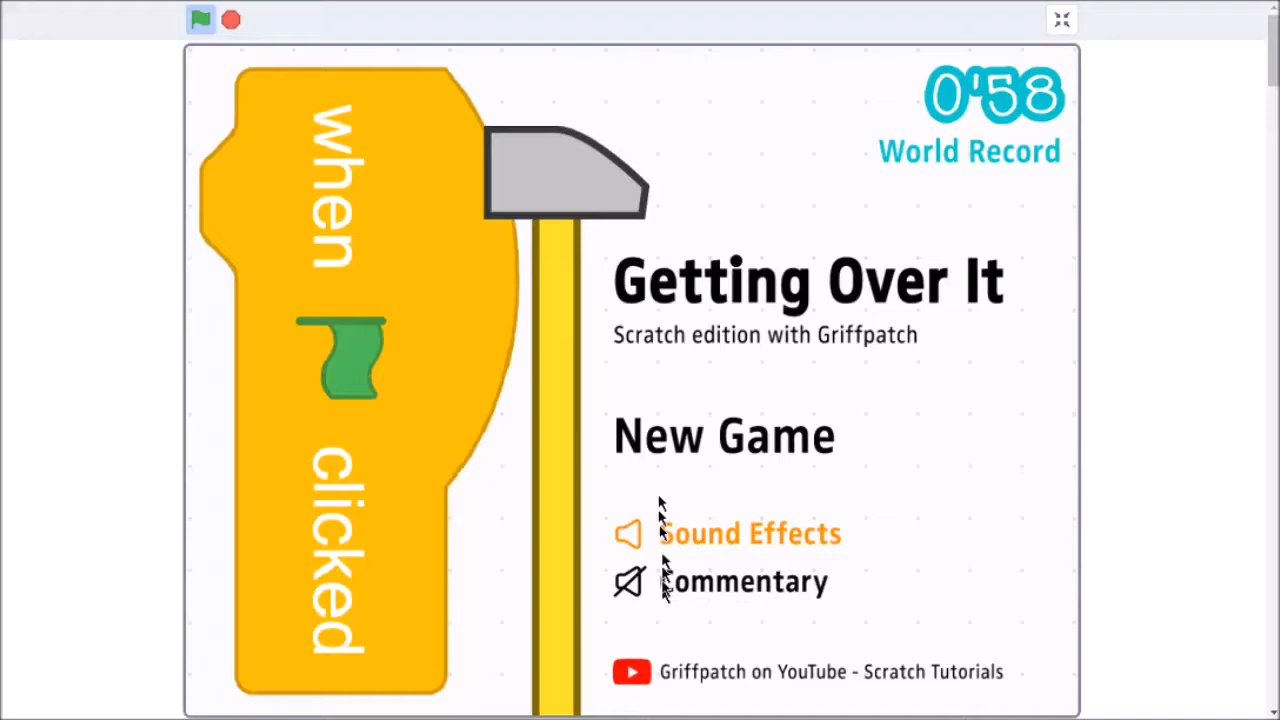 when
clicked
0'58
World Record
Getting Over It
Scratch edition with Griffpatch
New Game
Sound Effects
Commentary
Griffpatch on YouTube - Scratch Tutorials